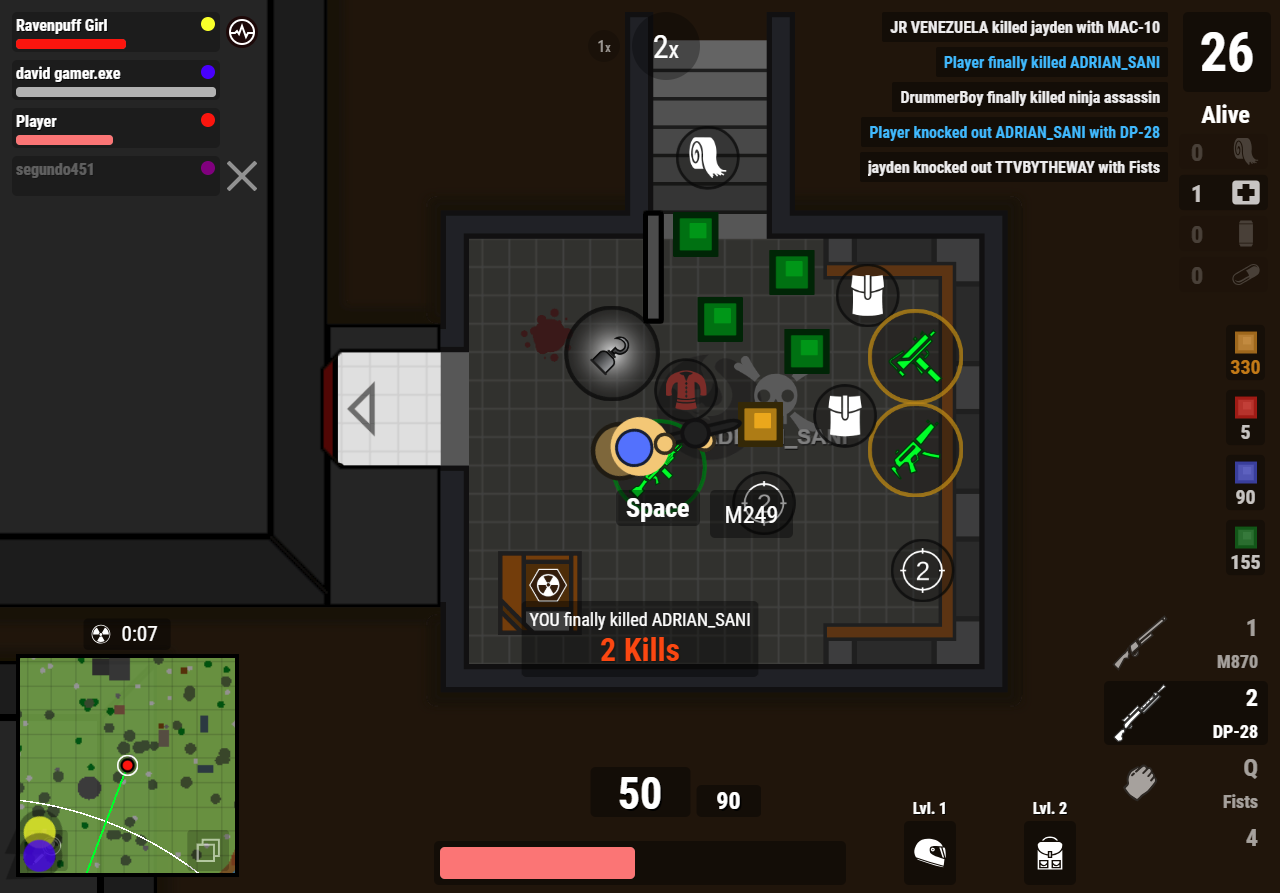 Ravenpuff Girl
david gamer.exe
Player
segundo451
1x
2x
JR VENEZUELA killed jayden with MAC-10
Player finally killed ADRIAN_SANI
DrummerBoy finally killed ninja assassin
Player knocked out ADRIAN_SANI with DP-28
jayden knocked out TTVBYTHEWAY with Fists
26
Alive
0
1
0
0
330
5
90
155
ADRIAN_SANI
2
Space
M249
2
YOU finally killed ADRIAN_SANI
2 Kills
0:07
1
M870
2
DP-28
Q
Fists
4
50
90
Lvl. 1
Lvl. 2